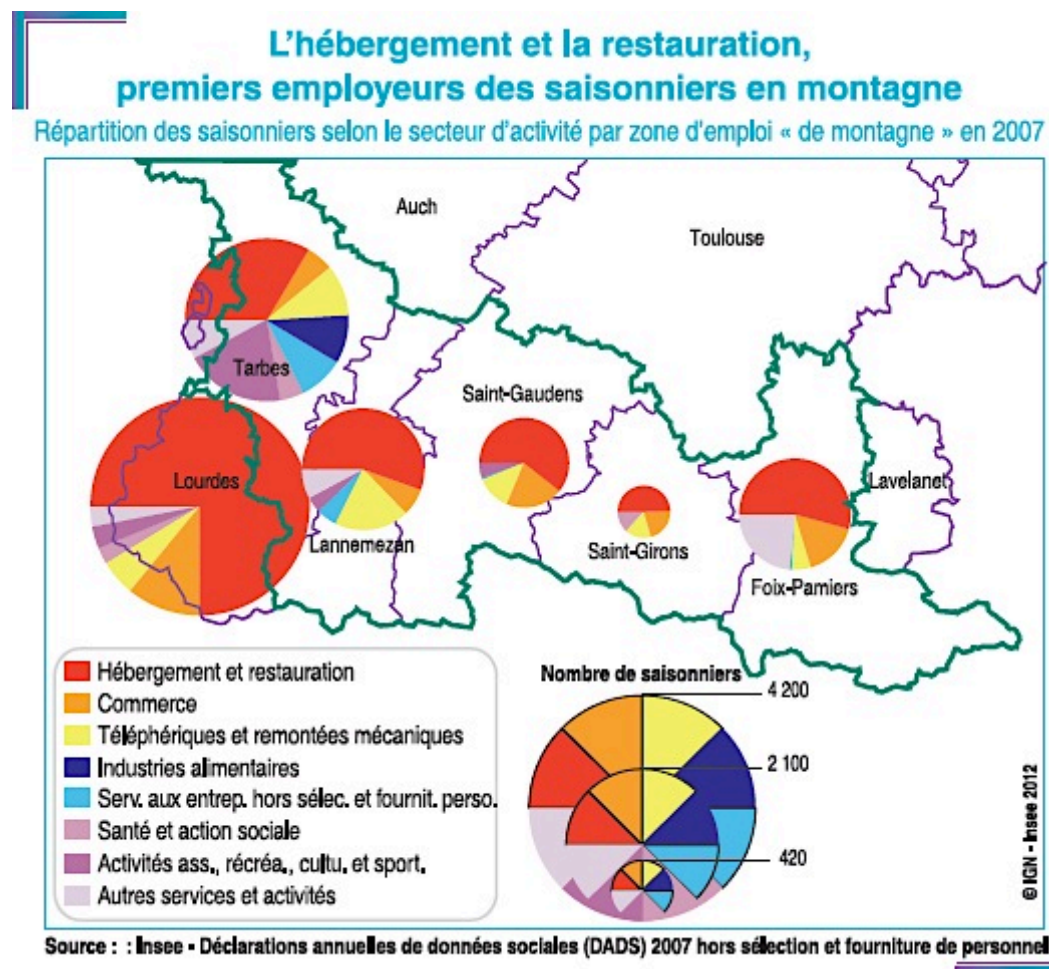 L'hébergement et la restauration,
premiers employeurs des saisonniers en montagne
Répartition des saisonniers selon le secteur d'activité par zone d'emploi « de montagne » en 2007
Auch
Toulouse
Tarbes
Saint-Gaudens
Lourdes
Lavelanet
Lannemezan
Saint-Girons
Foix-Pamiers
Hébergement et restauration
Commerce
Téléphériques et remontées mécaniques
Industries alimentaires
Serv. aux entrep. hors sélec. et fournit. perso.
Santé et action sociale
Activités ass., récréa., cultu. et sport.
Autres services et activités
Nombre de saisonniers
4 200
2 100
420
© IGN - Insee 2012
Source : : Insee - Déclarations annuelles de données sociales (DADS) 2007 hors sélection et fourniture de personnel